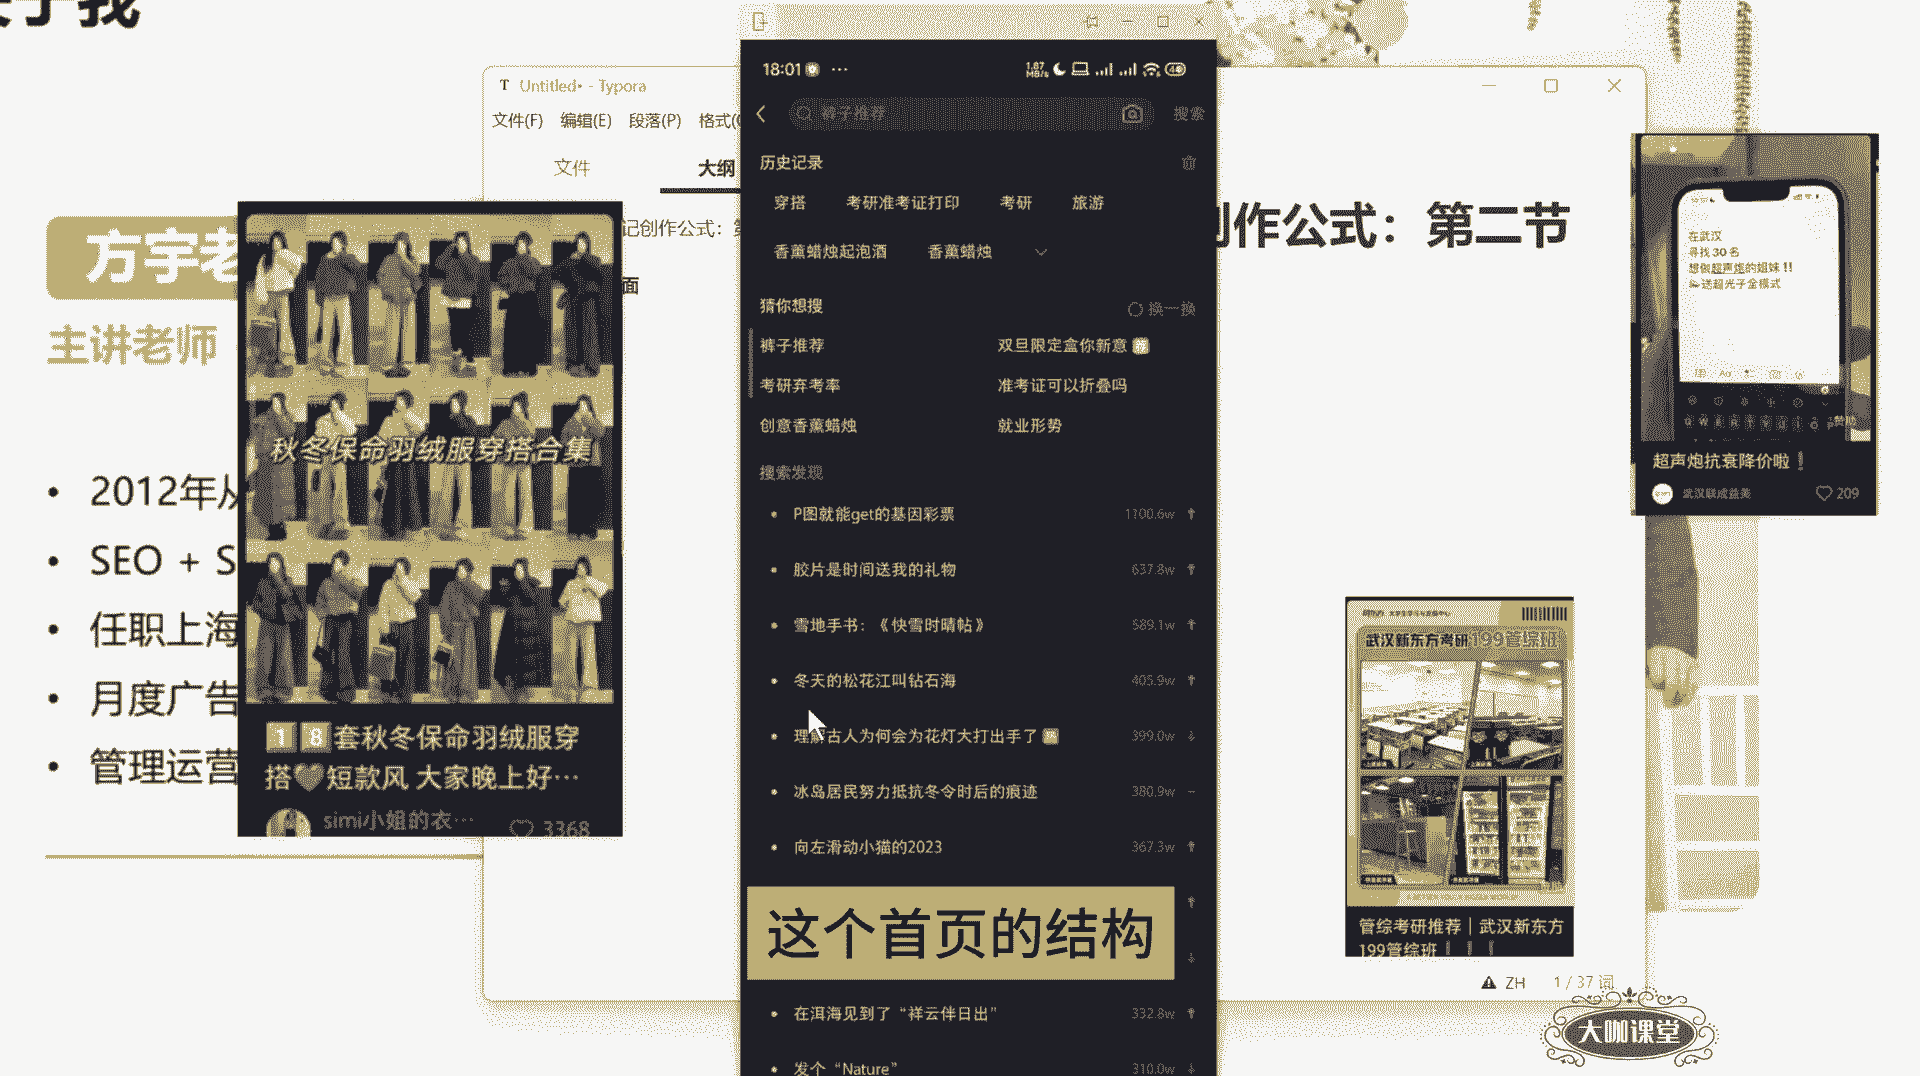 关于我
方宇老
主讲老师
2012年从
SEO + S
任职上海
月度广告
管理运营
Untitled• - Typora
文件(F) 编辑(E) 段落(P) 格式(
文件
大纲
记创作公式：
面
创作公式：第二节
秋冬保命羽绒服穿搭合集
18套秋冬保命羽绒服穿
搭🖤短款风 大家晚上好…
simi小姐的衣…
3368
18:01 ···
1.87 MB/s
裤子推荐
搜索
历史记录
穿搭 考研准考证打印 考研 旅游
香薰蜡烛起泡酒 香薰蜡烛
猜你想搜
换一换
裤子推荐 双旦限定盒你新意
考研弃考率 准考证可以折叠吗
创意香薰蜡烛 就业形势
搜索发现
P图就能get的基因彩票 1100.6w
胶片是时间送我的礼物 637.8w
雪地手书：《快雪时晴帖》 589.1w
冬天的松花江叫钻石海 405.9w
理解古人为何会为花灯大打出手了 热 399.0w
冰岛居民努力抵抗冬令时后的痕迹 380.9w
向左滑动小猫的2023 367.3w
这个首页的结构
在洱海见到了“祥云伴日出” 332.8w
发个“Nature” 310.0w
在武汉
寻找 30 名
想做超声炮的姐妹!!
送超光子全模式
赞助
超声炮抗衰降价啦！
武汉联成益美
209
武汉新东方考研199管综班
管综考研推荐｜武汉新东方
199管综班！！！
ZH
1 / 37 词
大咖课堂